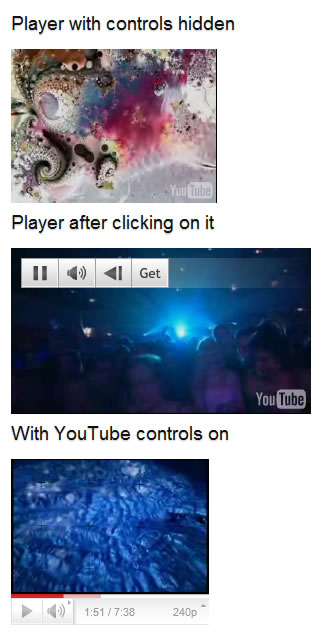 Player with controls hidden
YouTube
Player after clicking on it
Get
YouTube
With YouTube controls on
1:51 / 7:38 240p